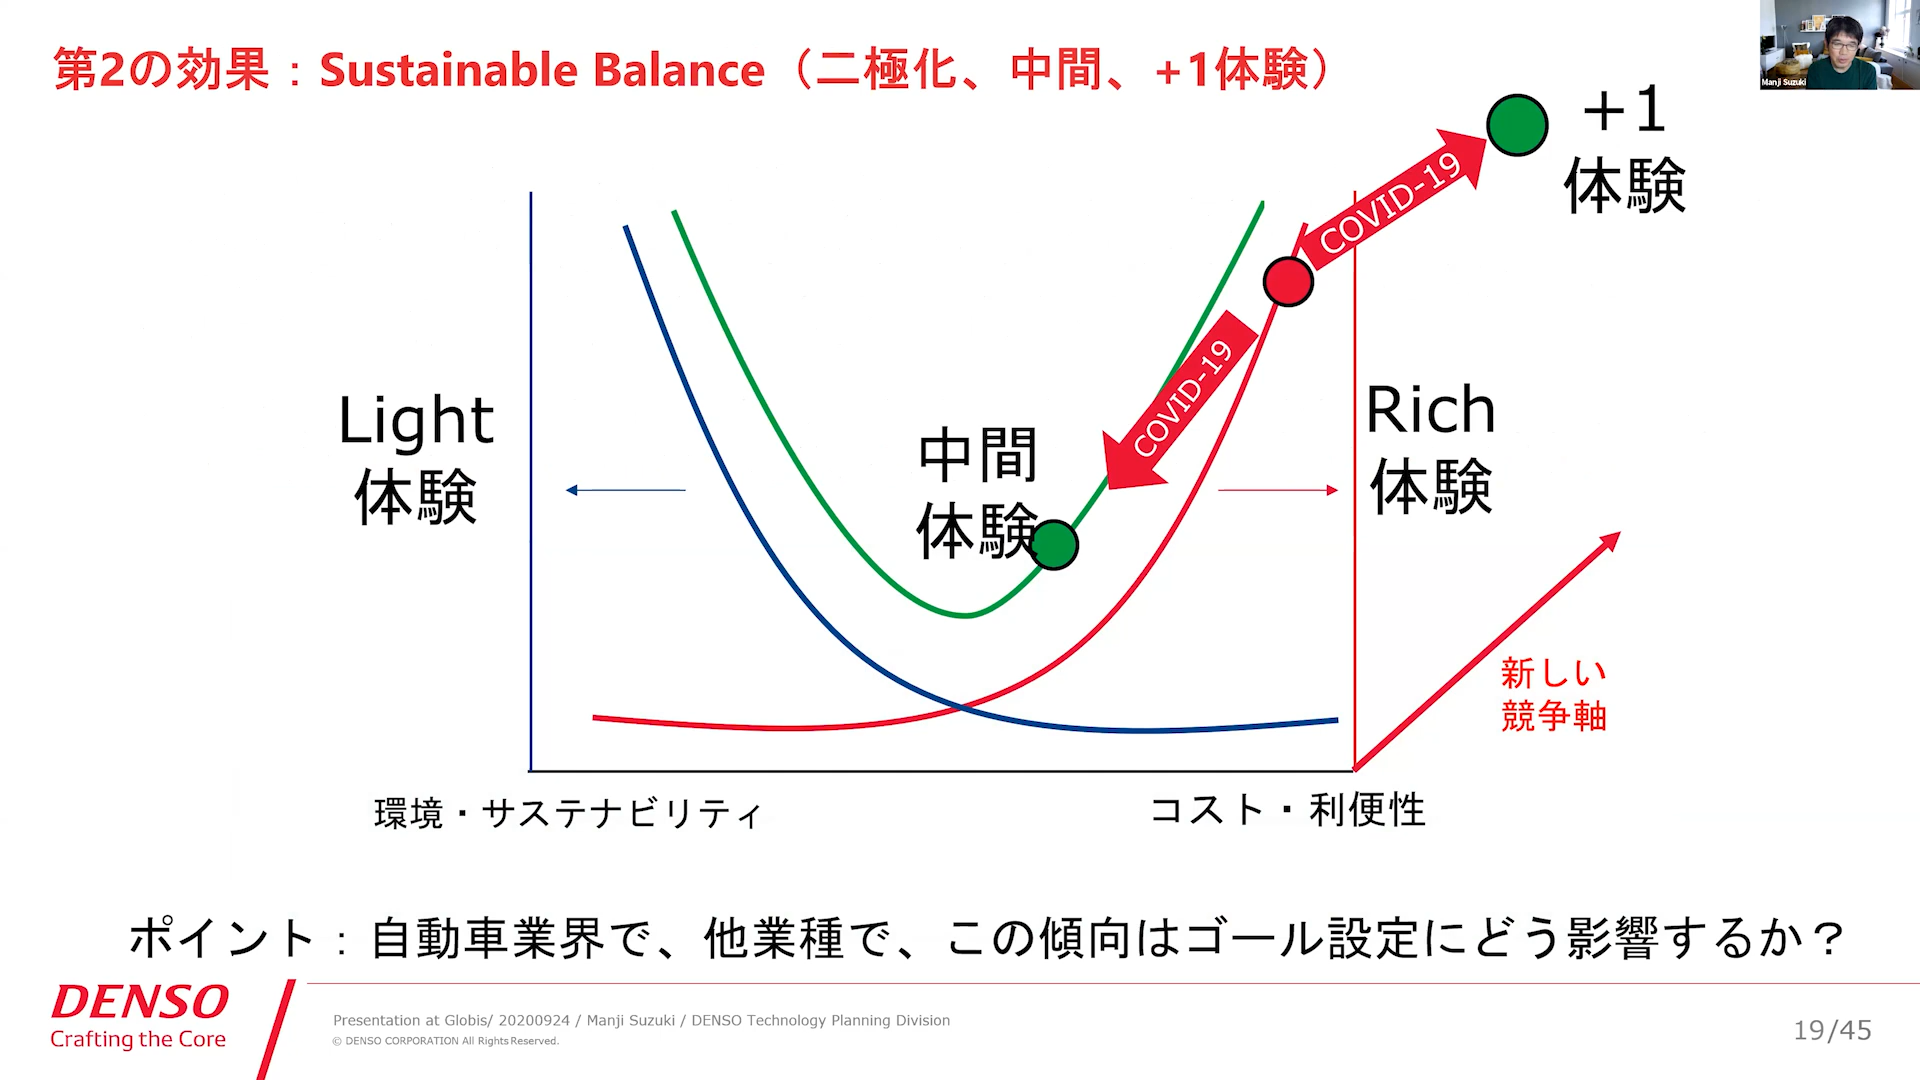 第2の効果：Sustainable Balance（二極化、中間、+1体験）
Manji Suzuki
+1
体験
COVID-19
COVID-19
Light
体験
中間
体験
Rich
体験
新しい
競争軸
環境・サステナビリティ
コスト・利便性
ポイント：自動車業界で、他業種で、この傾向はゴール設定にどう影響するか？
DENSO
Crafting the Core
Presentation at Globis/ 20200924 / Manji Suzuki / DENSO Technology Planning Division
© DENSO CORPORATION All Rights Reserved.
19/45